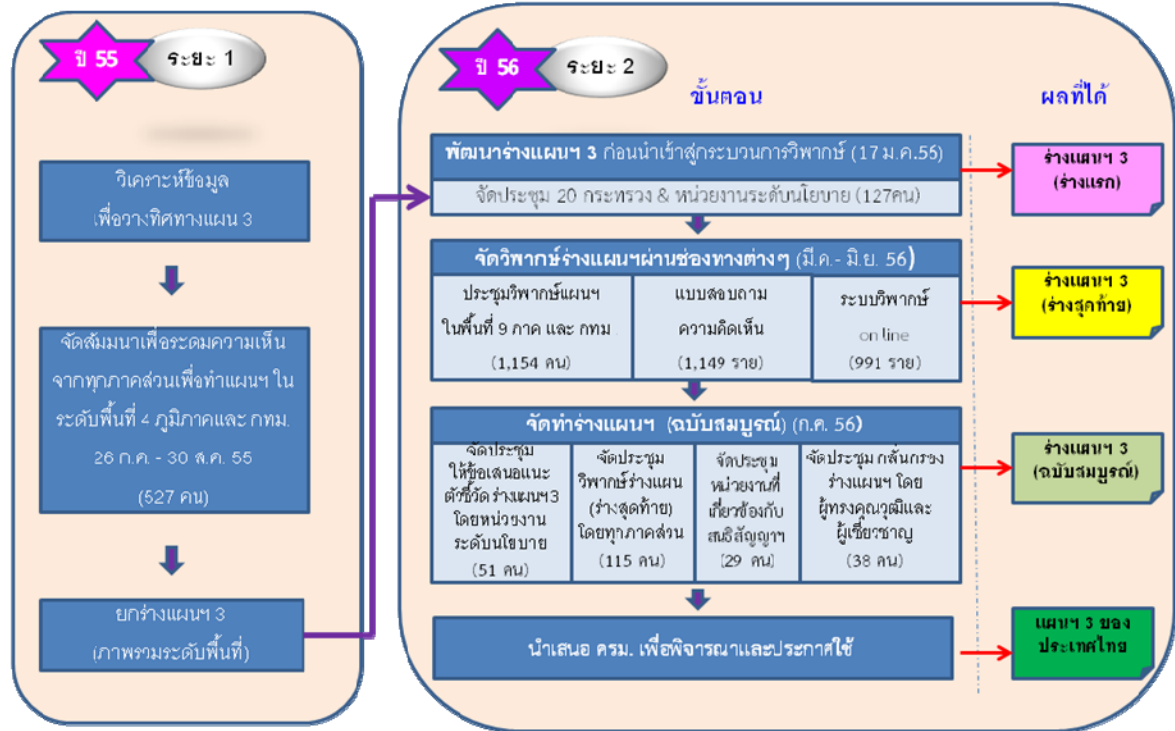 ปี 55
ระยะ 1
วิเคราะห์ข้อมูล
เพื่อวางทิศทางแผน 3
จัดสัมมนาเพื่อระดมความเห็น
จากทุกภาคส่วนเพื่อทำแผนฯ ใน
ระดับพื้นที่ 4 ภูมิภาคและ กทม.
26 ก.ค. - 30 ส.ค. 55
(527 คน)
ยกร่างแผนฯ 3
(ภาพรวมระดับพื้นที่)
ปี 56
ระยะ 2
ขั้นตอน
ผลที่ได้
พัฒนาร่างแผนฯ 3 ก่อนนำเข้าสู่กระบวนการวิพากษ์ (17 ม.ค.55)
จัดประชุม 20 กระทรวง & หน่วยงานระดับนโยบาย (127คน)
ร่างแผนฯ 3
(ร่างแรก)
จัดวิพากษ์ร่างแผนฯผ่านช่องทางต่างๆ (มี.ค.- มิ.ย. 56)
ประชุมวิพากษ์แผนฯ
ในพื้นที่ 9 ภาค และ กทม.
(1,154 คน)
แบบสอบถาม
ความคิดเห็น
(1,149 ราย)
ระบบวิพากษ์
on line
(991 ราย)
ร่างแผนฯ 3
(ร่างสุดท้าย)
จัดทำร่างแผนฯ (ฉบับสมบูรณ์) (ก.ค. 56)
จัดประชุม
ให้ข้อเสนอแนะ
ตัวชี้วัด ร่างแผนฯ3
โดยหน่วยงาน
ระดับนโยบาย
(51 คน)
จัดประชุม
วิพากษ์ร่างแผน
(ร่างสุดท้าย)
โดยทุกภาคส่วน
(115 คน)
จัดประชุม
หน่วยงานที่
เกี่ยวข้องกับ
สนธิสัญญาฯ
(29 คน)
จัดประชุม กลั่นกรอง
ร่างแผนฯ โดย
ผู้ทรงคุณวุฒิและ
ผู้เชี่ยวชาญ
(38 คน)
ร่างแผนฯ 3
(ฉบับสมบูรณ์)
นำเสนอ ครม. เพื่อพิจารณาและประกาศใช้
แผนฯ 3 ของ
ประเทศไทย